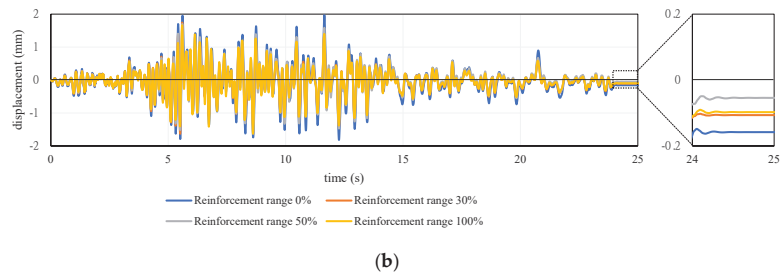 2
0.2
1
0
0
-1
-2
-0.2
0
5
10
15
20
25
24
25
displacement (mm)
time (s)
Reinforcement range 0%
Reinforcement range 30%
Reinforcement range 50%
Reinforcement range 100%
(b)